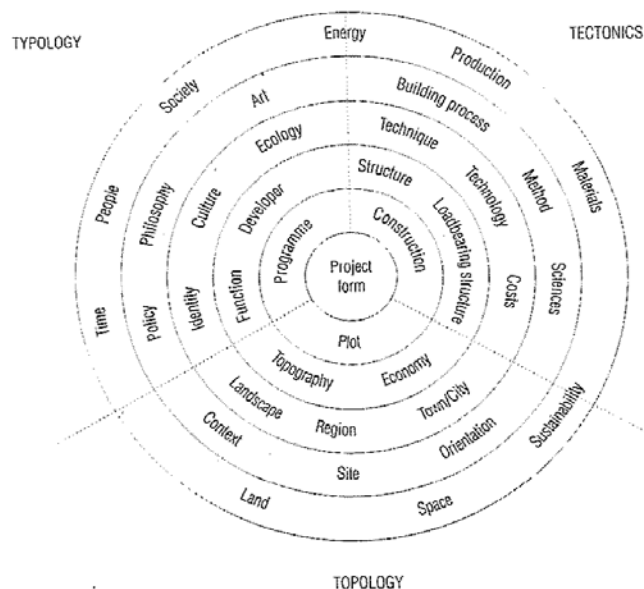 TYPOLOGY
TECTONICS
Energy
Production
Society
Art
Building process
Ecology
Technique
Materials
People
Philosophy
Culture
Developer
Structure
Technology
Method
Programme
Construction
Loadbearing structure
Project
form
Time
Policy
Identity
Function
Costs
Sciences
Plot
Topography
Economy
Landscape
Region
Town/City
Context
Site
Orientation
Sustainability
Land
Space
TOPOLOGY